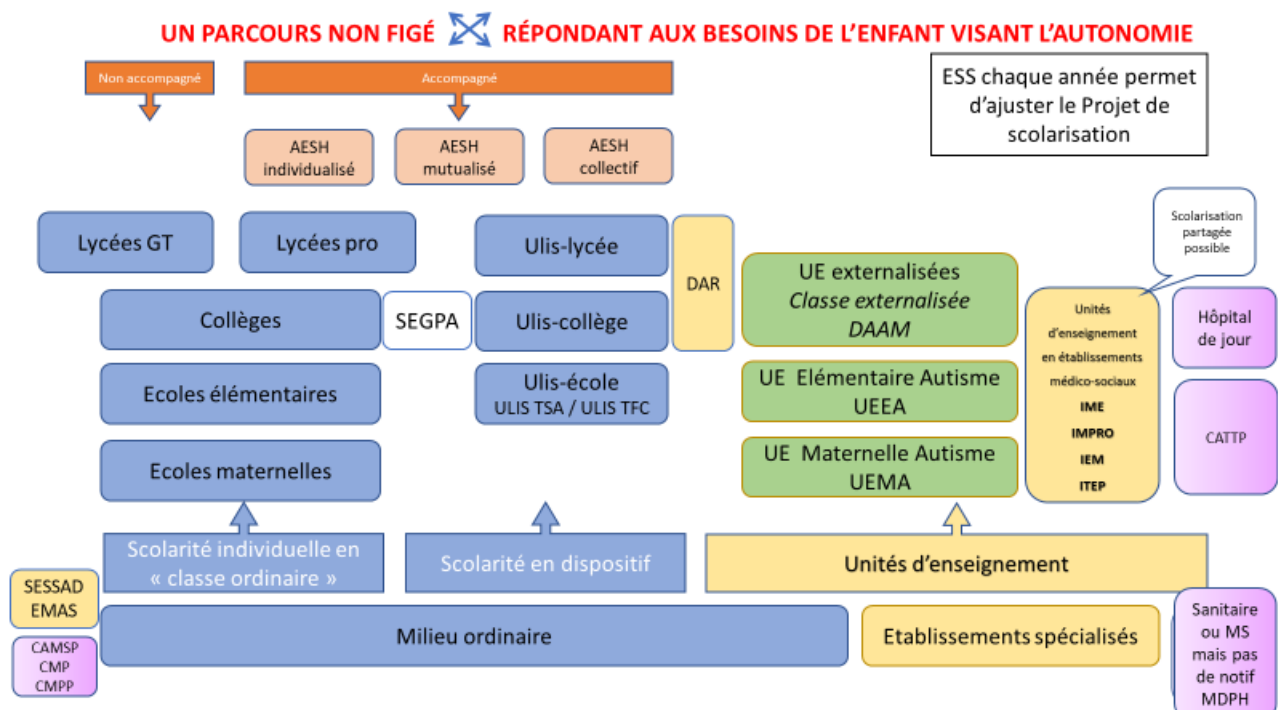 UN PARCOURS NON FIGÉ RÉPONDANT AUX BESOINS DE L'ENFANT VISANT L'AUTONOMIE
Non accompagné
Accompagné
ESS chaque année permet
d'ajuster le Projet de
scolarisation
AESH
individualisé
AESH
mutualisé
AESH
collectif
Scolarisation
partagée
possible
Lycées GT
Lycées pro
Ulis-lycée
DAR
UE externalisées
Classe externalisée
DAAM
Collèges
SEGPA
Ulis-collège
Ecoles élémentaires
Ulis-école
ULIS TSA / ULIS TFC
UE Elémentaire Autisme
UEEA
Ecoles maternelles
UE Maternelle Autisme
UEMA
Unités
d'enseignement
en établissements
médico-sociaux
IME
IMPRO
IEM
ITEP
Hôpital
de jour
CATTP
Scolarité individuelle en
« classe ordinaire »
Scolarité en dispositif
Unités d'enseignement
SESSAD
EMAS
CAMSP
CMP
CMPP
Milieu ordinaire
Etablissements spécialisés
Sanitaire
ou MS
mais pas
de notif
MDPH